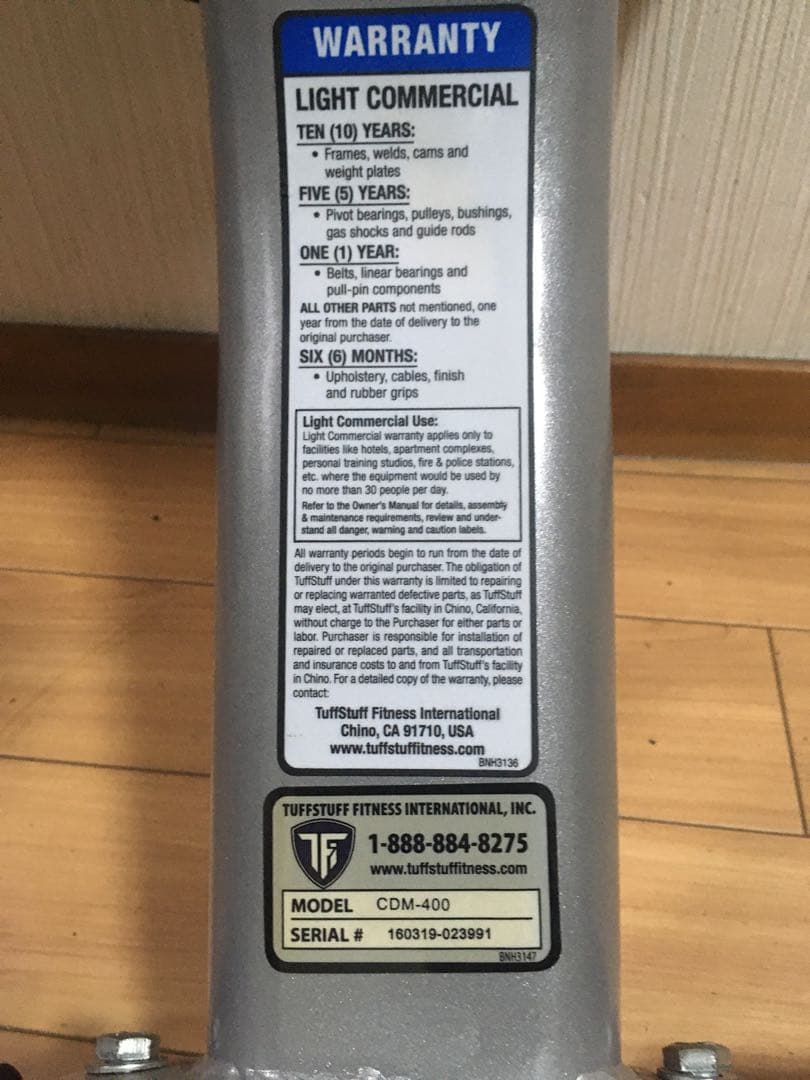 WARRANTY
LIGHT COMMERCIAL
TEN (10) YEARS:
• Frames, welds, cams and
weight plates
FIVE (5) YEARS:
• Pivot bearings, pulleys, bushings,
gas shocks and guide rods
ONE (1) YEAR:
• Belts, linear bearings and
pull-pin components
ALL OTHER PARTS not mentioned, one
year from the date of delivery to the
original purchaser.
SIX (6) MONTHS:
• Upholstery, cables, finish
and rubber grips
Light Commercial Use:
Light Commercial warranty applies only to
facilities like hotels, apartment complexes,
personal training studios, fire & police stations,
etc. where the equipment would be used by
no more than 30 people per day.
Refer to the Owner's Manual for details, assembly
& maintenance requirements, review and under-
stand all danger, warning and caution labels.
All warranty periods begin to run from the date of
delivery to the original purchaser. The obligation of
TuffStuff under this warranty is limited to repairing
or replacing warranted defective parts, as TuffStuff
may elect, at TuffStuff's facility in Chino, California,
without charge to the Purchaser for either parts or
labor. Purchaser is responsible for installation of
repaired or replaced parts, and all transportation
and insurance costs to and from TuffStuff's facility
in Chino. For a detailed copy of the warranty, please
contact:
TuffStuff Fitness International
Chino, CA 91710, USA
www.tuffstuffitness.com
BNH3136
TUFFSTUFF FITNESS INTERNATIONAL, INC.
TFi
1-888-884-8275
www.tuffstuffitness.com
MODEL CDM-400
SERIAL # 160319-023991
BNH3147